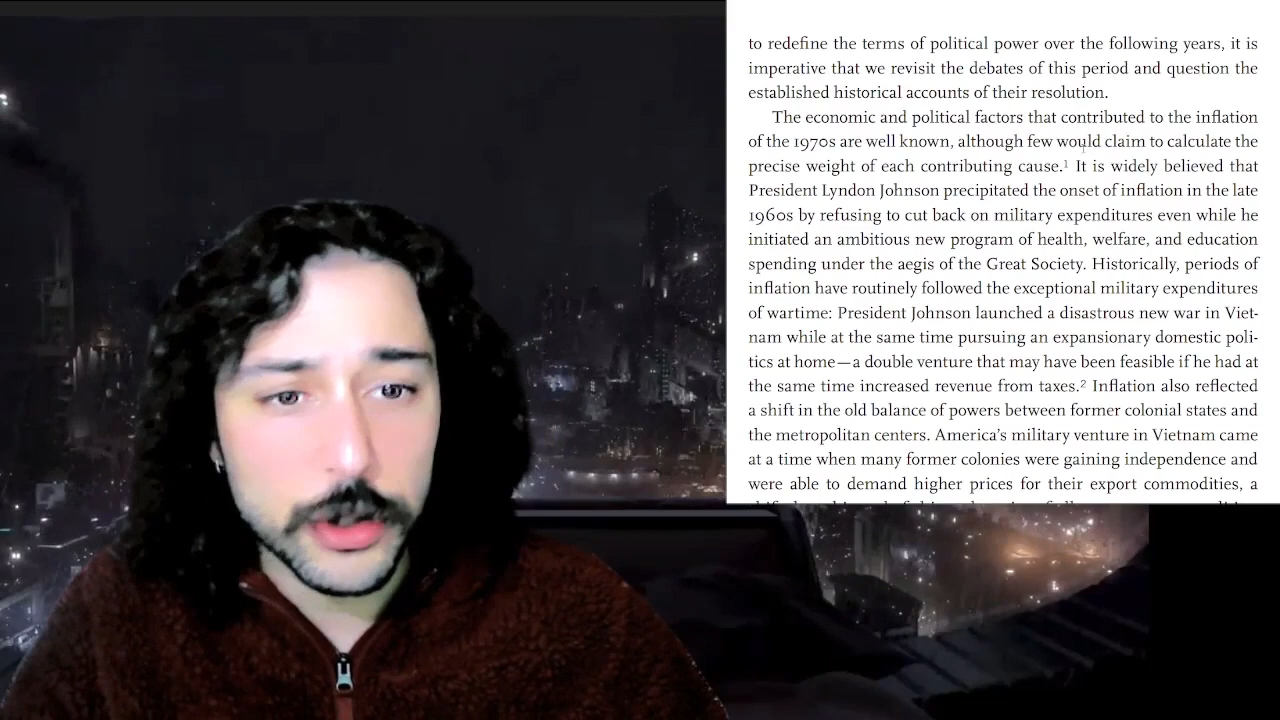 to redefine the terms of political power over the following years, it is
imperative that we revisit the debates of this period and question the
established historical accounts of their resolution.
The economic and political factors that contributed to the inflation
of the 1970s are well known, although few would claim to calculate the
precise weight of each contributing cause.¹ It is widely believed that
President Lyndon Johnson precipitated the onset of inflation in the late
1960s by refusing to cut back on military expenditures even while he
initiated an ambitious new program of health, welfare, and education
spending under the aegis of the Great Society. Historically, periods of
inflation have routinely followed the exceptional military expenditures
of wartime: President Johnson launched a disastrous new war in Viet-
nam while at the same time pursuing an expansionary domestic poli-
tics at home—a double venture that may have been feasible if he had at
the same time increased revenue from taxes.² Inflation also reflected
a shift in the old balance of powers between former colonial states and
the metropolitan centers. America's military venture in Vietnam came
at a time when many former colonies were gaining independence and
were able to demand higher prices for their export commodities, a